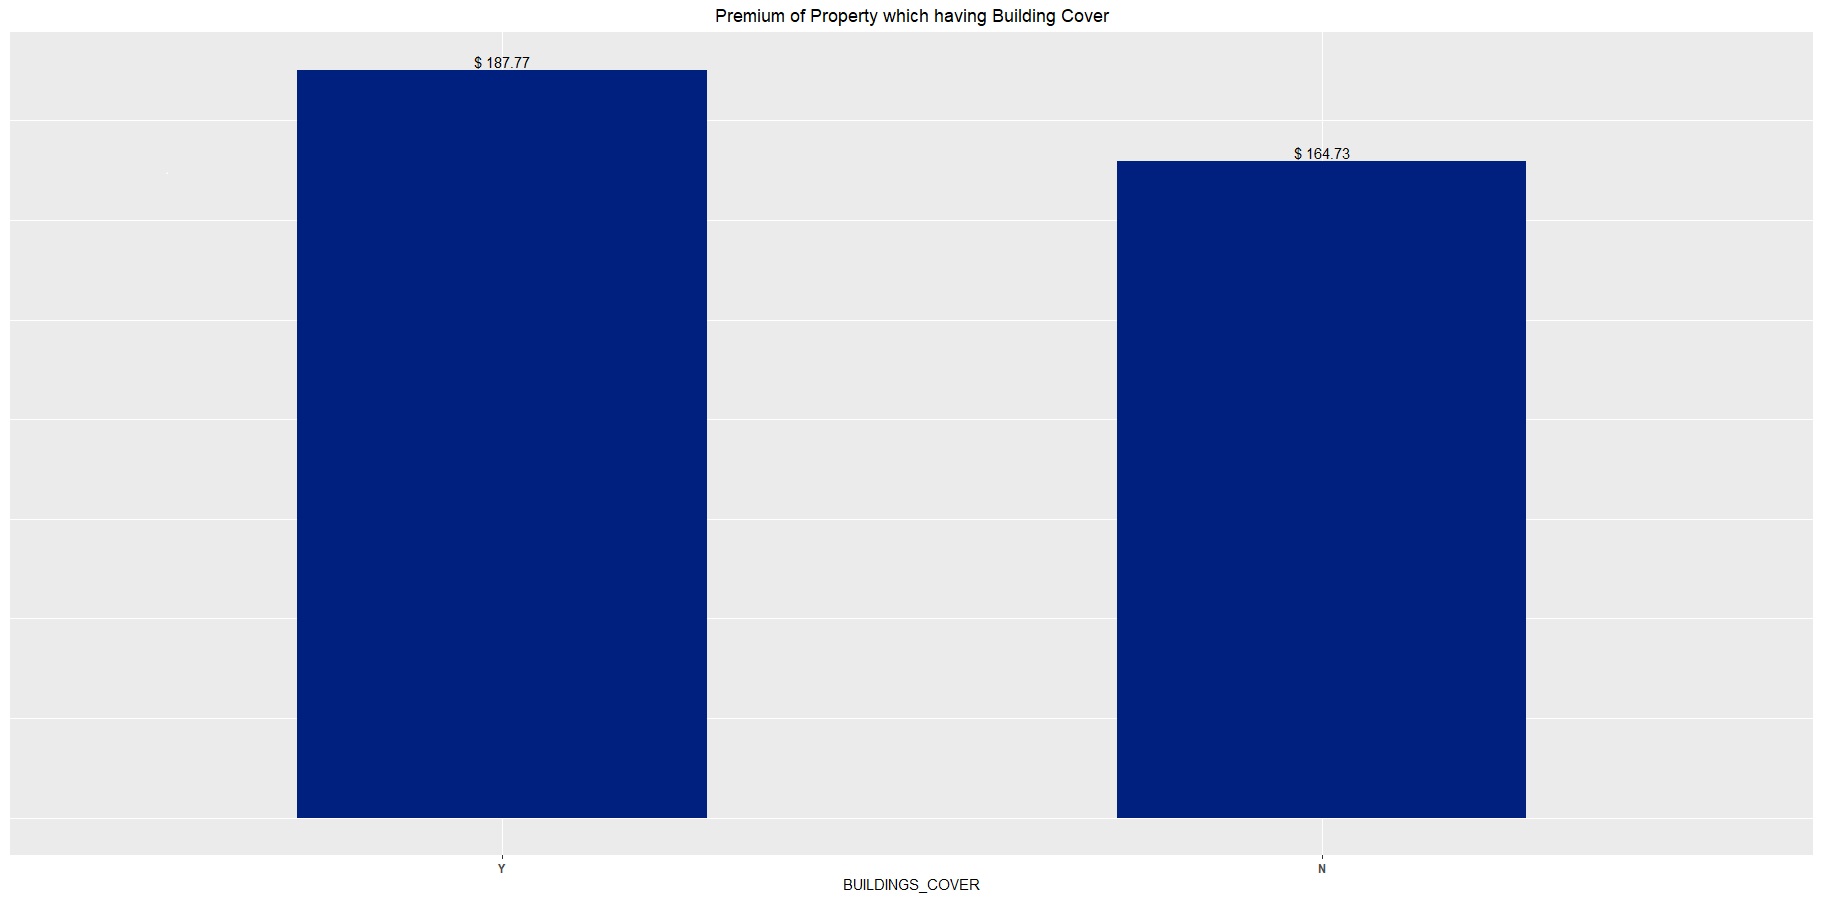 Premium of Property which having Building Cover
$ 187.77
$ 164.73
Y
N
BUILDINGS_COVER